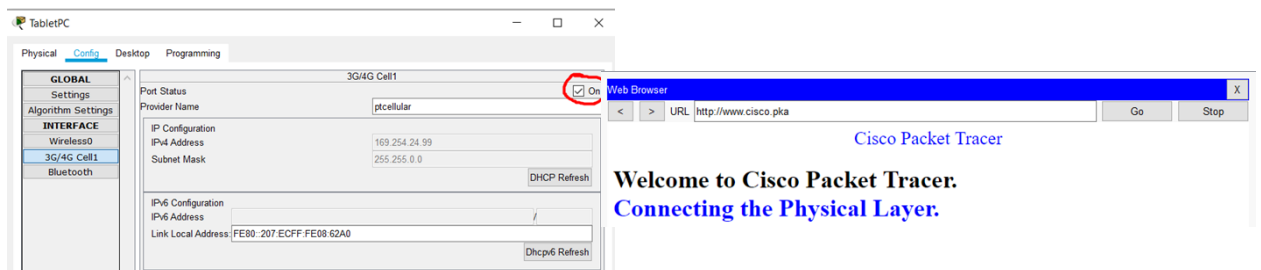 TabletPC
Physical Config Desktop Programming
GLOBAL
Settings
Algorithm Settings
INTERFACE
Wireless0
3G/4G Cell1
Bluetooth
3G/4G Cell1
Port Status On
Provider Name ptcellular
IP Configuration
IPv4 Address 169.254.24.99
Subnet Mask 255.255.0.0
DHCP Refresh
IPv6 Configuration
IPv6 Address /
Link Local Address: FE80::207:ECFF:FE08:62A0
Dhcpv6 Refresh
Web Browser X
< > URL http://www.cisco.pka Go Stop
Cisco Packet Tracer
Welcome to Cisco Packet Tracer.
Connecting the Physical Layer.